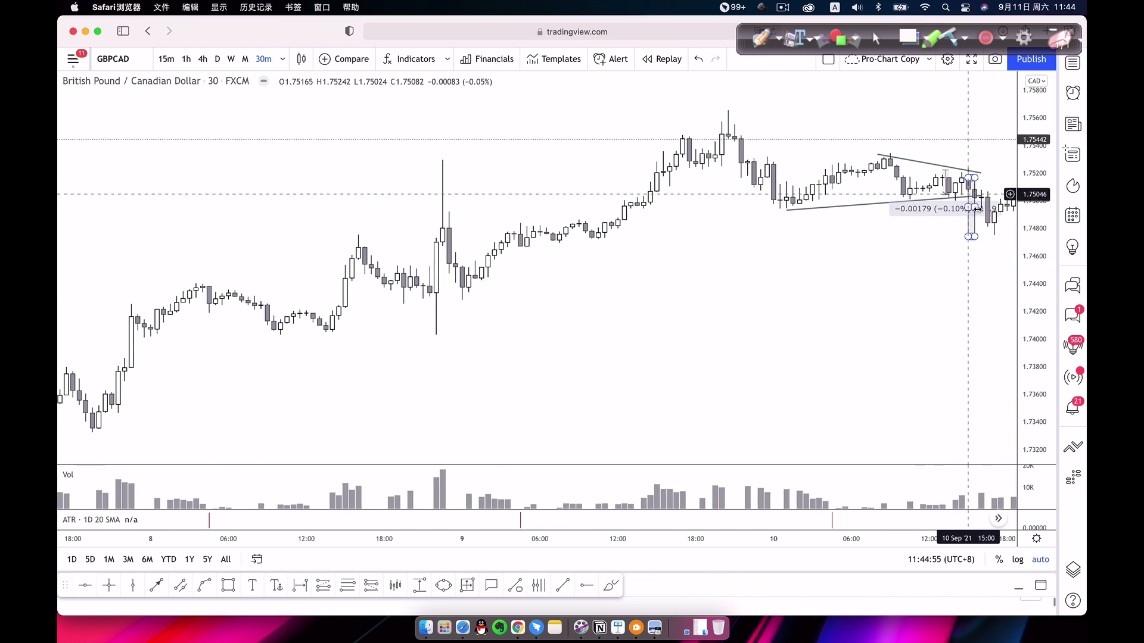 Safari浏览器 文件 编辑 显示 历史记录 书签 窗口 帮助 99+ A 9月11日周六 11:44
tradingview.com
11 GBPCAD 15m 1h 4h D W M 30m Compare Indicators Financials Templates Alert Replay Pro-Chart Copy Publish
British Pound / Canadian Dollar · 30 · FXCM O1.75165 H1.75242 L1.75024 C1.75082 −0.00083 (−0.05%)
CAD
1.75800
1.75600
1.75442
1.75400
1.75200
1.75046
1.75000
−0.00179 (−0.10%
1.74800
1.74600
1.74400
1.74200
1.74000
1.73800
1.73600
1.73400
1.73200
1
580
21
Vol
20K
10K
ATR · 1D 20 SMA n/a
0.00000
18:00 8 06:00 12:00 18:00 9 06:00 12:00 18:00 10 06:00 12:00 10 Sep '21 15:00 18:00
1D 5D 1M 3M 6M YTD 1Y 5Y All 11:44:55 (UTC+8) % log auto